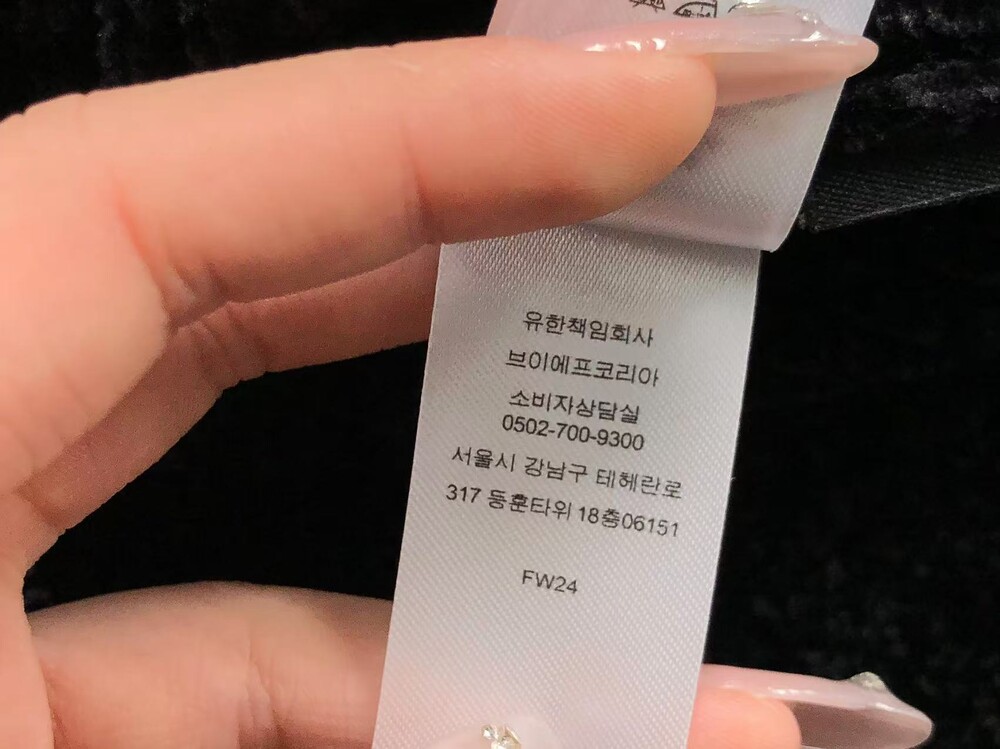 유한책임회사
브이에프코리아
소비자상담실
0502-700-9300
서울시 강남구 테헤란로
317 동훈타워 18층06151
FW24